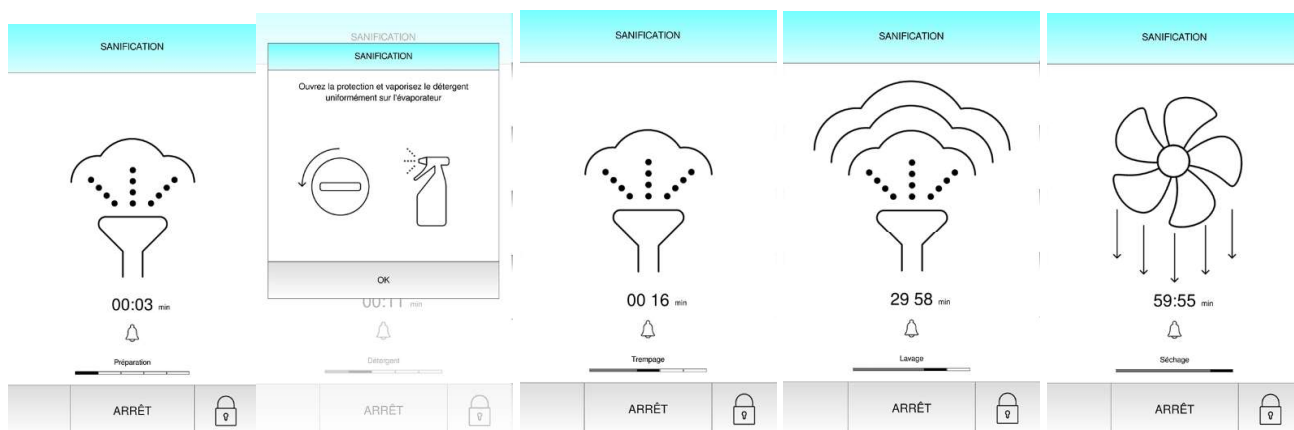 SANIFICATION
00:03 min
Préparation
ARRÊT
SANIFICATION
SANIFICATION
Ouvrez la protection et vaporisez le détergent
uniformément sur l'évaporateur
OK
00:11 min
Détergent
ARRÊT
SANIFICATION
00 16 min
Trempage
ARRÊT
SANIFICATION
29 58 min
Lavage
ARRÊT
SANIFICATION
59:55 min
Séchage
ARRÊT